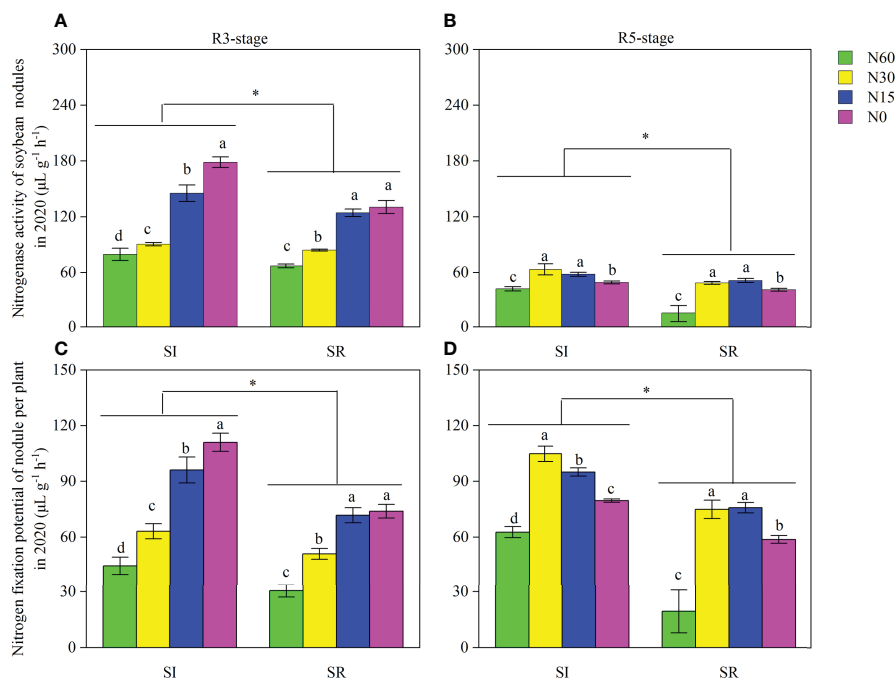 A
B
R3-stage
R5-stage
Nitrogenase activity of soybean nodules
in 2020 (μL g⁻¹ h⁻¹)
300
240
180
120
60
0
d
c
b
a
*
c
b
a
a
SI
SR
300
240
180
120
60
0
c
a
a
b
*
c
a
a
b
SI
SR
N60
N30
N15
N0
C
D
Nitrogen fixation potential of nodule per plant
in 2020 (μL g⁻¹ h⁻¹)
150
120
90
60
30
0
d
c
b
a
*
c
b
a
a
SI
SR
150
120
90
60
30
0
d
a
b
c
*
c
a
a
b
SI
SR